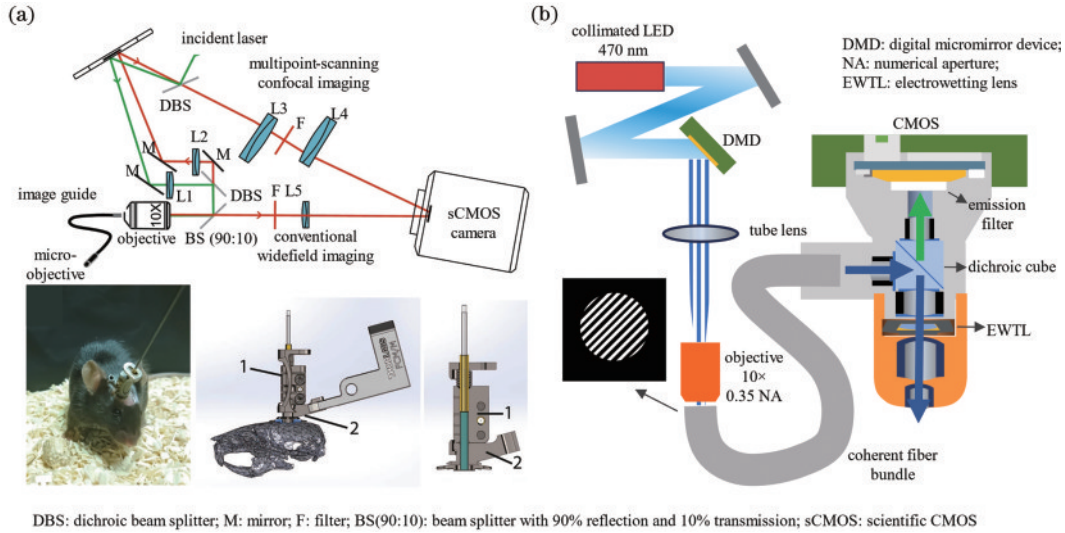 (a)
incident laser
multipoint-scanning
confocal imaging
DBS
L3
F
L4
M
L2
M
M
L1
DBS
image guide
10X
objective
BS (90:10)
F L5
conventional
widefield imaging
sCMOS
camera
micro-
objective
1
2
1
2
(b)
collimated LED
470 nm
DMD: digital micromirror device;
NA: numerical aperture;
EWTL: electrowetting lens
DMD
CMOS
emission
filter
tube lens
dichroic cube
EWTL
objective
10×
0.35 NA
coherent fiber
bundle
DBS: dichroic beam splitter; M: mirror; F: filter; BS(90:10): beam splitter with 90% reflection and 10% transmission; sCMOS: scientific CMOS